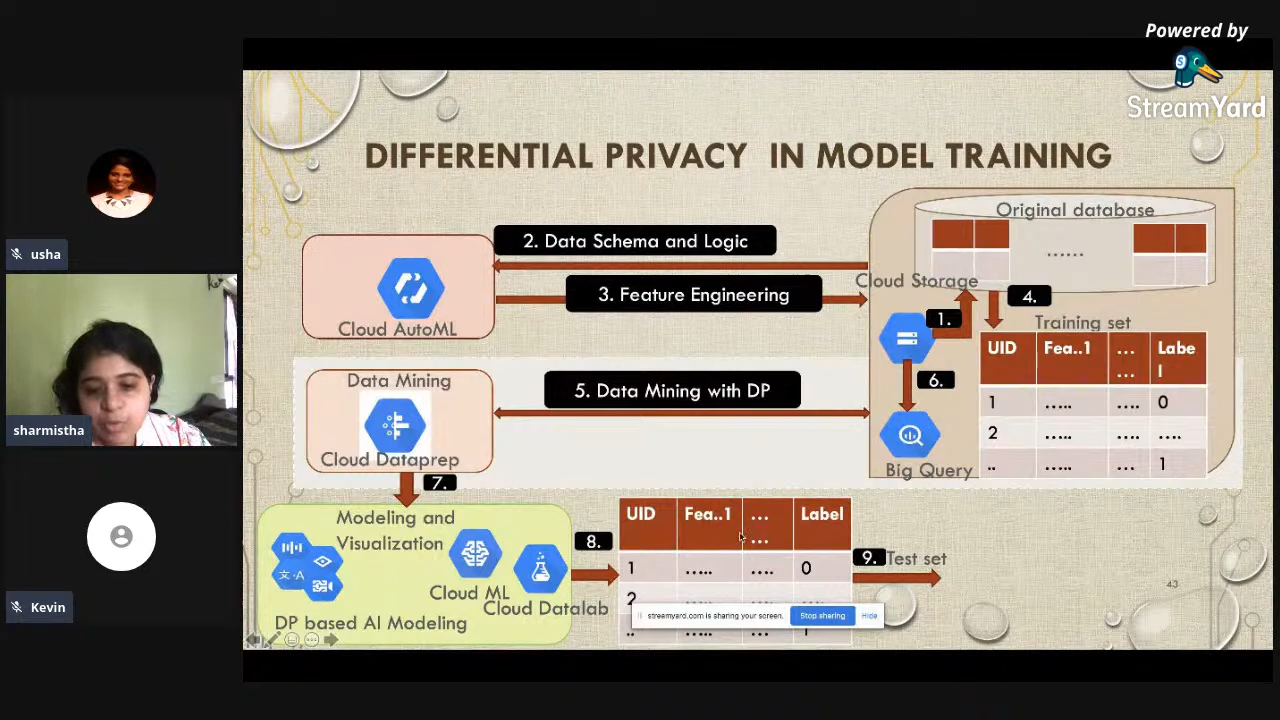 Powered by
StreamYard
usha
sharmistha
Kevin
DIFFERENTIAL PRIVACY IN MODEL TRAINING
2. Data Schema and Logic
3. Feature Engineering
Cloud AutoML
Original database
......
Cloud Storage
1.
4.
Training set
UID Fea..1 ... Labe
... l
1 ..... .... 0
2 ..... .... ....
.. ..... ... 1
6.
Big Query
Data Mining
5. Data Mining with DP
Cloud Dataprep
7.
Modeling and
Visualization
Cloud ML
Cloud Datalab
DP based AI Modeling
8.
UID Fea..1 ... Label
...
1 ..... .... 0
2
.. ..... ... 1
9.
Test set
43
streamyard.com is sharing your screen.
Stop sharing
Hide